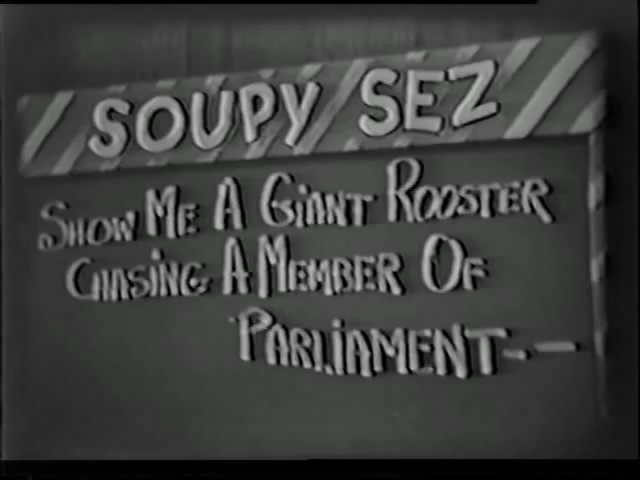 SOUPY SEZ
SHOW ME A GiANT ROOSTER
CHASiNG A MEMBER OF
PARLiAMENT--